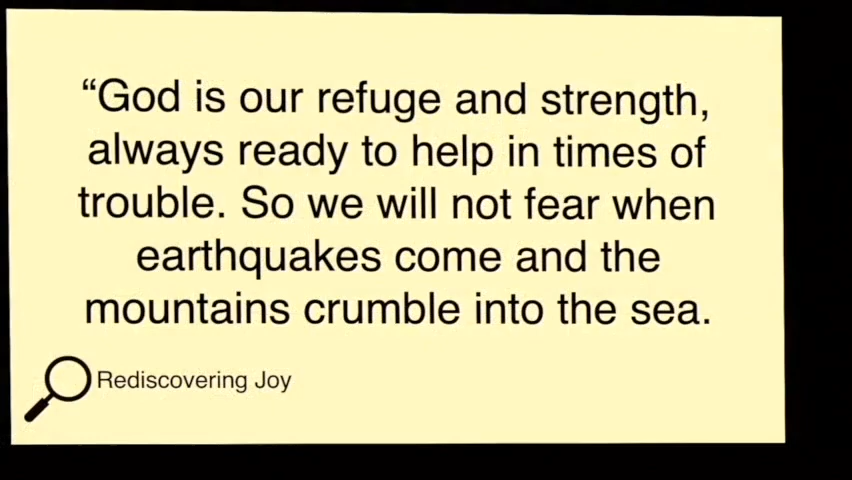 “God is our refuge and strength,
always ready to help in times of
trouble. So we will not fear when
earthquakes come and the
mountains crumble into the sea.
Rediscovering Joy